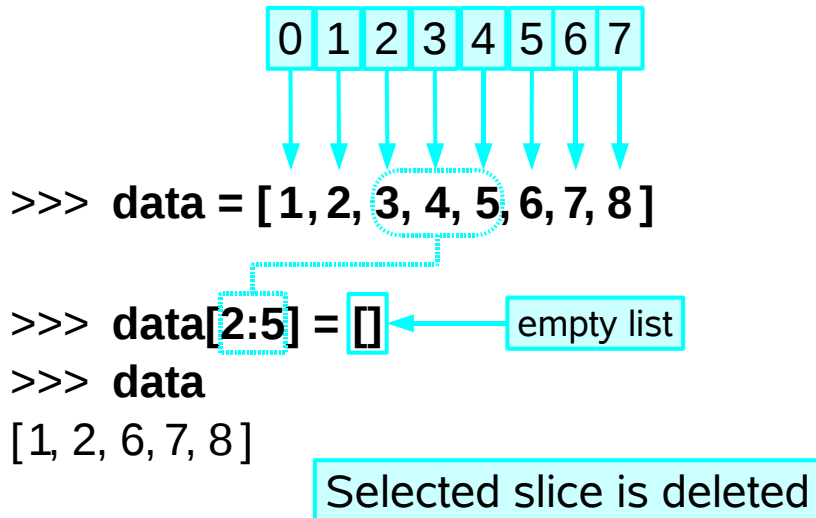 0 1 2 3 4 5 6 7
>>> data = [1, 2, 3, 4, 5, 6, 7, 8]
>>> data[2:5] = [] empty list
>>> data
[1, 2, 6, 7, 8]
Selected slice is deleted